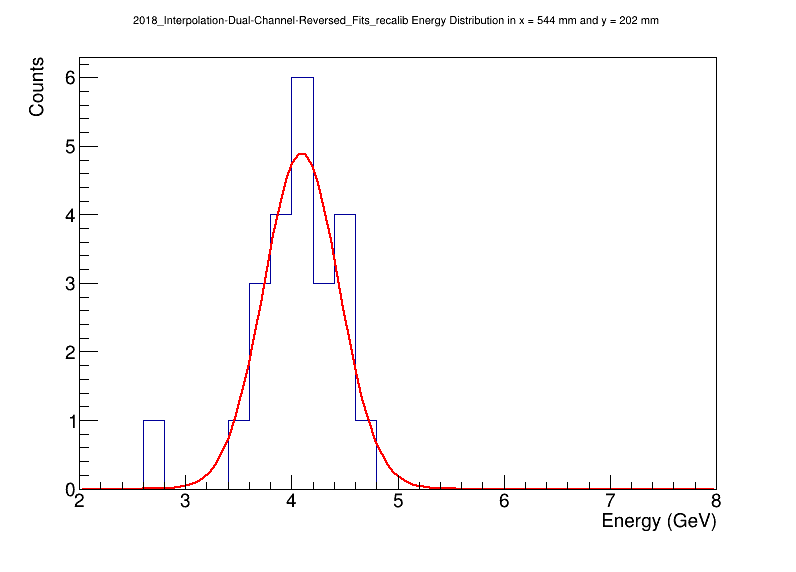 2018_Interpolation-Dual-Channel-Reversed_Fits_recalib Energy Distribution in x = 544 mm and y = 202 mm
Counts
6
5
4
3
2
1
0
2 3 4 5 6 7 8
Energy (GeV)